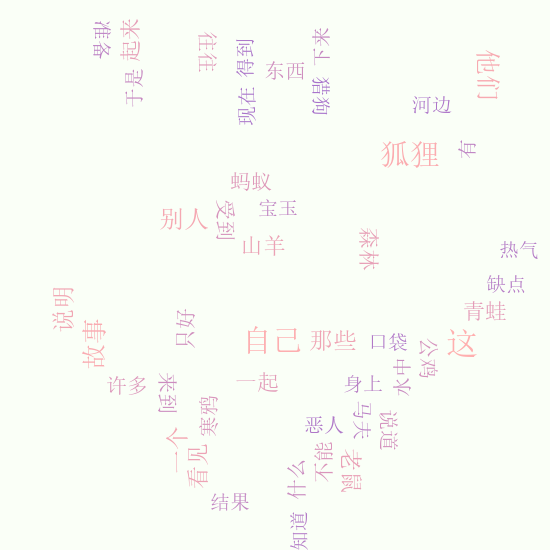 准备
起来
于是
往往
得到
现在
东西
下来
猎狗
他们
河边
狐狸
有
蚂蚁
别人
受到
宝玉
山羊
森林
热气
缺点
青蛙
说明
故事
只好
自己
那些
口袋
公鸡
这
水中
许多
来到
寒鸦
一起
身上
马夫
说道
恶人
一个
看见
不能
老鼠
什么
结果
知道